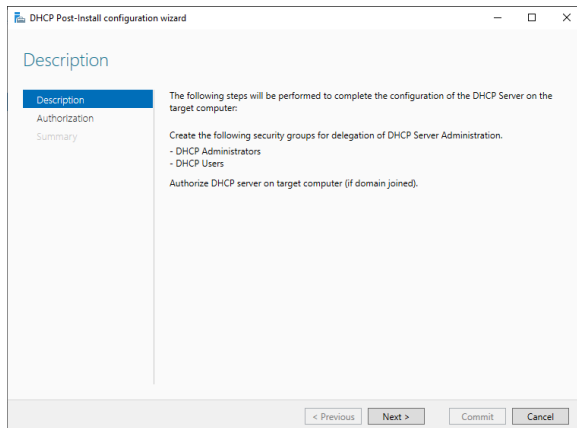 DHCP Post-Install configuration wizard
Description
Description
Authorization
Summary
The following steps will be performed to complete the configuration of the DHCP Server on the
target computer:
Create the following security groups for delegation of DHCP Server Administration.
- DHCP Administrators
- DHCP Users
Authorize DHCP server on target computer (if domain joined).
< Previous
Next >
Commit
Cancel